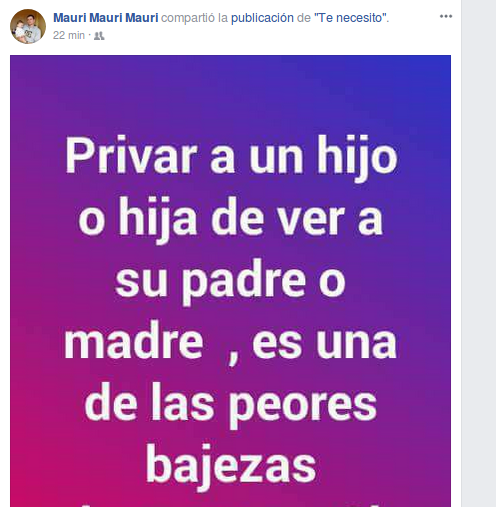 Mauri Mauri Mauri compartió la publicación de "Te necesito".
22 min ·
Privar a un hijo
o hija de ver a
su padre o
madre , es una
de las peores
bajezas